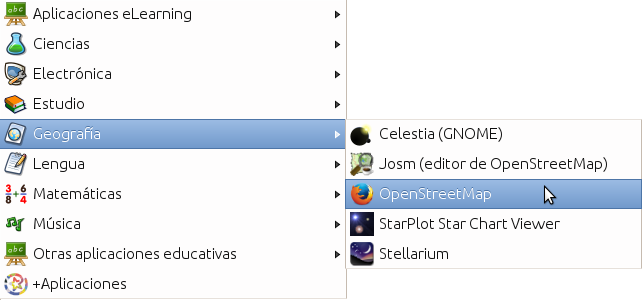 Aplicaciones eLearning
Ciencias
Electrónica
Estudio
Geografía
Lengua
Matemáticas
Música
Otras aplicaciones educativas
+Aplicaciones
Celestia (GNOME)
Josm (editor de OpenStreetMap)
OpenStreetMap
StarPlot Star Chart Viewer
Stellarium